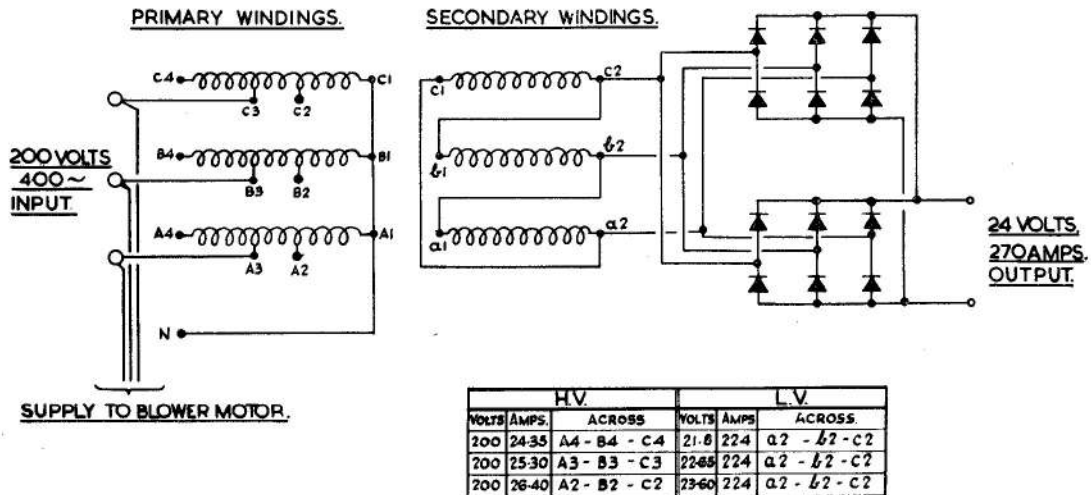 PRIMARY WINDINGS.
SECONDARY WINDINGS.
C4
C1
C3
C2
B4
B1
B3
B2
A4
A1
A3
A2
N
200 VOLTS
400~
INPUT.
SUPPLY TO BLOWER MOTOR.
c1
c2
b1
b2
a1
a2
24 VOLTS.
270 AMPS.
OUTPUT.
H.V. L.V.
VOLTS AMPS. ACROSS VOLTS AMPS ACROSS.
200 24·35 A4 - B4 - C4 21·8 224 a2 - b2 - c2
200 25·30 A3 - B3 - C3 22·65 224 a2 - b2 - c2
200 26·40 A2 - B2 - C2 23·60 224 a2 - b2 - c2